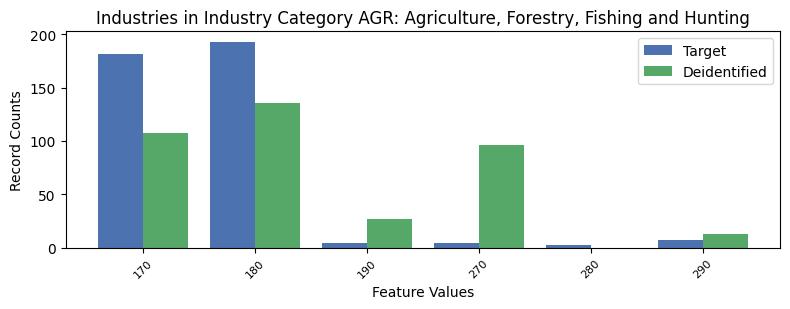 Industries in Industry Category AGR: Agriculture, Forestry, Fishing and Hunting
Target
Deidentified
Record Counts
200
150
100
50
0
170 180 190 270 280 290
Feature Values